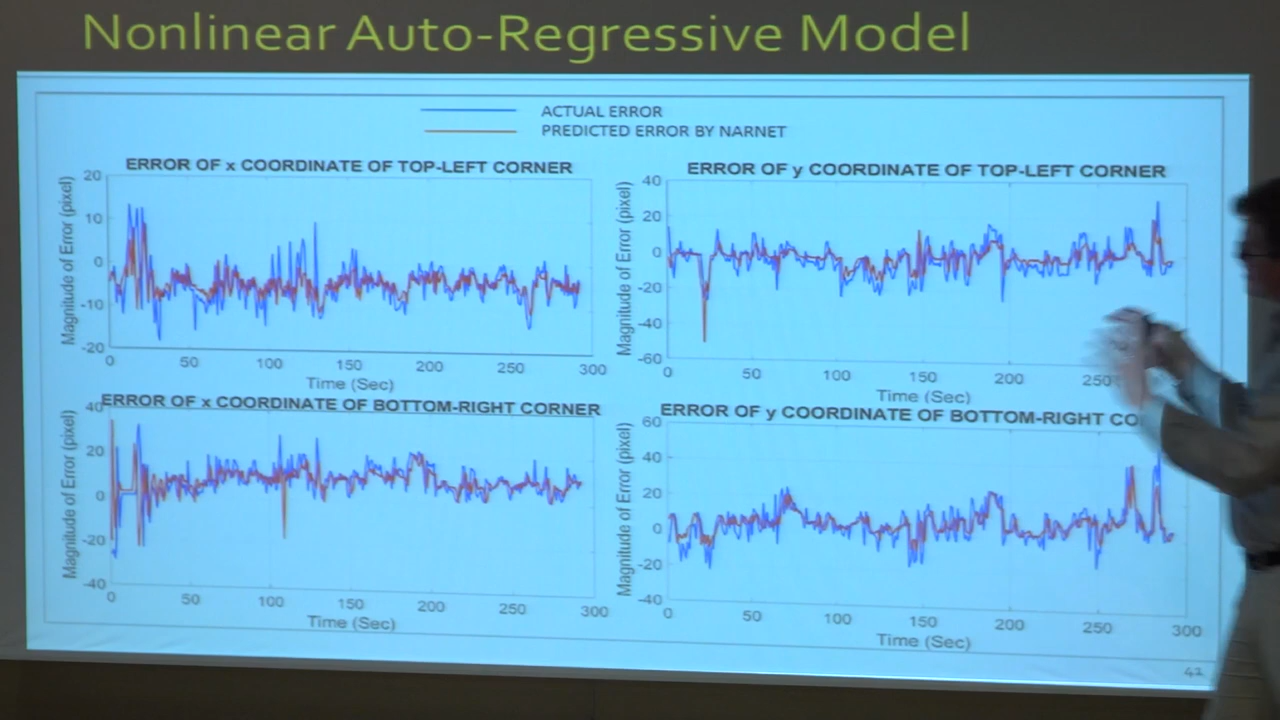 Nonlinear Auto-Regressive Model
ACTUAL ERROR
PREDICTED ERROR BY NARNET
ERROR OF x COORDINATE OF TOP-LEFT CORNER
Magnitude of Error (pixel)
20
10
0
-10
-20
0 50 100 150 200 250 300
Time (Sec)
ERROR OF y COORDINATE OF TOP-LEFT CORNER
Magnitude of Error (pixel)
40
20
0
-20
-40
-60
0 50 100 150 200 250
Time (Sec)
ERROR OF x COORDINATE OF BOTTOM-RIGHT CORNER
Magnitude of Error (pixel)
40
20
0
-20
-40
0 50 100 150 200 250 300
Time (Sec)
ERROR OF y COORDINATE OF BOTTOM-RIGHT CO
Magnitude of Error (pixel)
60
40
20
0
-20
-40
0 50 100 150 200 250 300
Time (Sec)